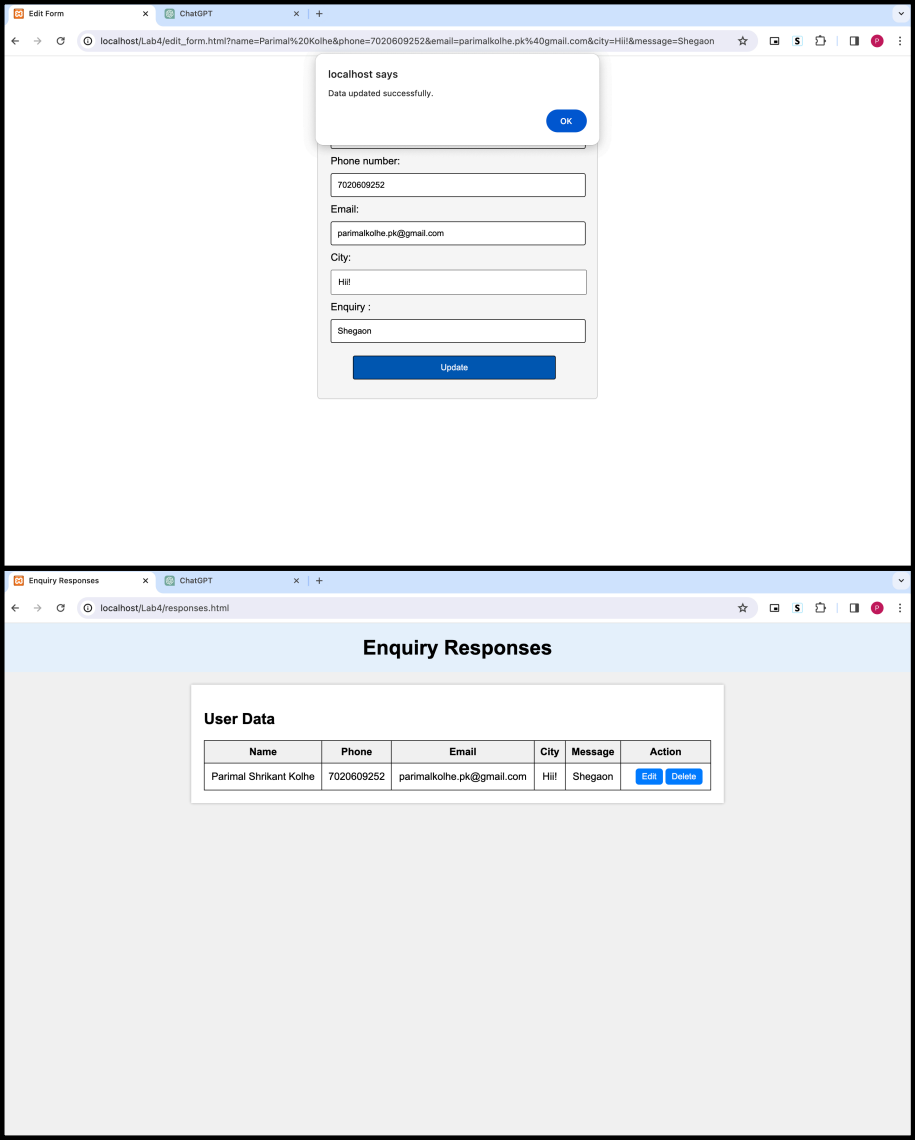 Edit Form
ChatGPT
localhost/Lab4/edit_form.html?name=Parimal%20Kolhe&phone=7020609252&email=parimalkolhe.pk%40gmail.com&city=Hii!&message=Shegaon
S
P
localhost says
Data updated successfully.
OK
Phone number:
7020609252
Email:
parimalkolhe.pk@gmail.com
City:
Hii!
Enquiry :
Shegaon
Update
Enquiry Responses
ChatGPT
localhost/Lab4/responses.html
S
P
Enquiry Responses
User Data
Name Phone Email City Message Action
Parimal Shrikant Kolhe 7020609252 parimalkolhe.pk@gmail.com Hii! Shegaon Edit Delete